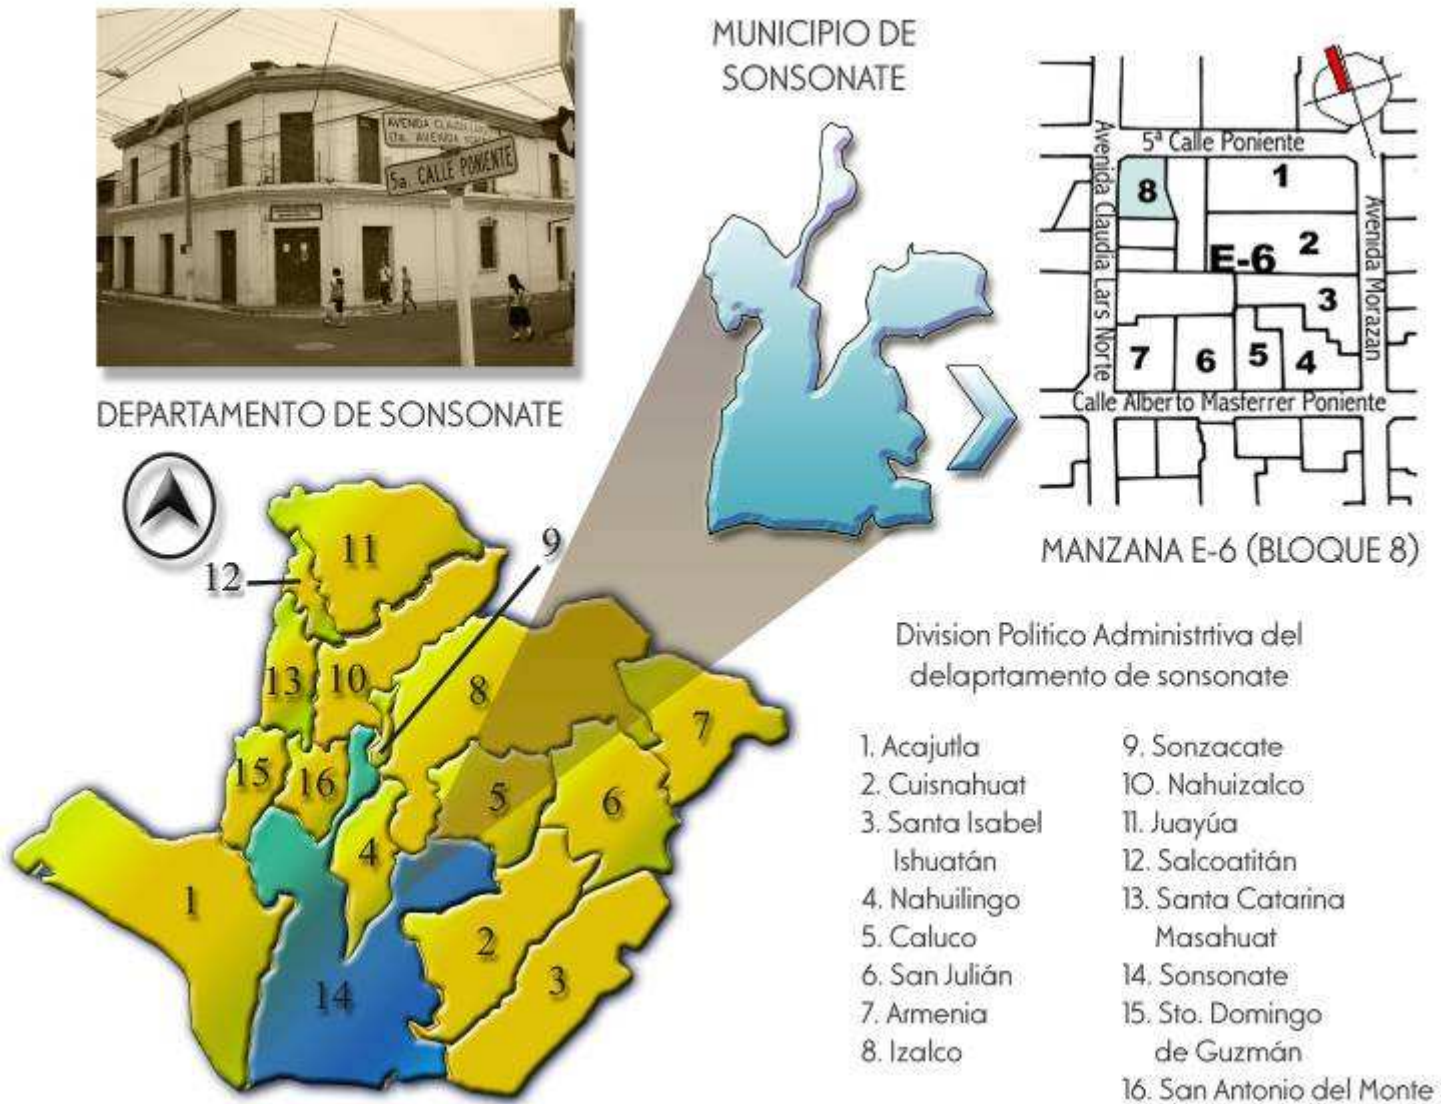 AVENIDA CLAUDIA LARS
5a. CALLE PONIENTE
DEPARTAMENTO DE SONSONATE
MUNICIPIO DE
SONSONATE
5ª Calle Poniente
Avenida Claudia Lars Norte
Avenida Morazan
8
1
2
E-6
3
7
6
5
4
Calle Alberto Masferrer Poniente
MANZANA E-6 (BLOQUE 8)
11
9
12
13
10
8
7
15
16
5
6
4
1
2
3
14
Division Politico Administrtiva del
delaprtamento de sonsonate
1. Acajutla
2. Cuisnahuat
3. Santa Isabel
Ishuatán
4. Nahuilingo
5. Caluco
6. San Julián
7. Armenia
8. Izalco
9. Sonzacate
10. Nahuizalco
11. Juayúa
12. Salcoatitán
13. Santa Catarina
Masahuat
14. Sonsonate
15. Sto. Domingo
de Guzmán
16. San Antonio del Monte